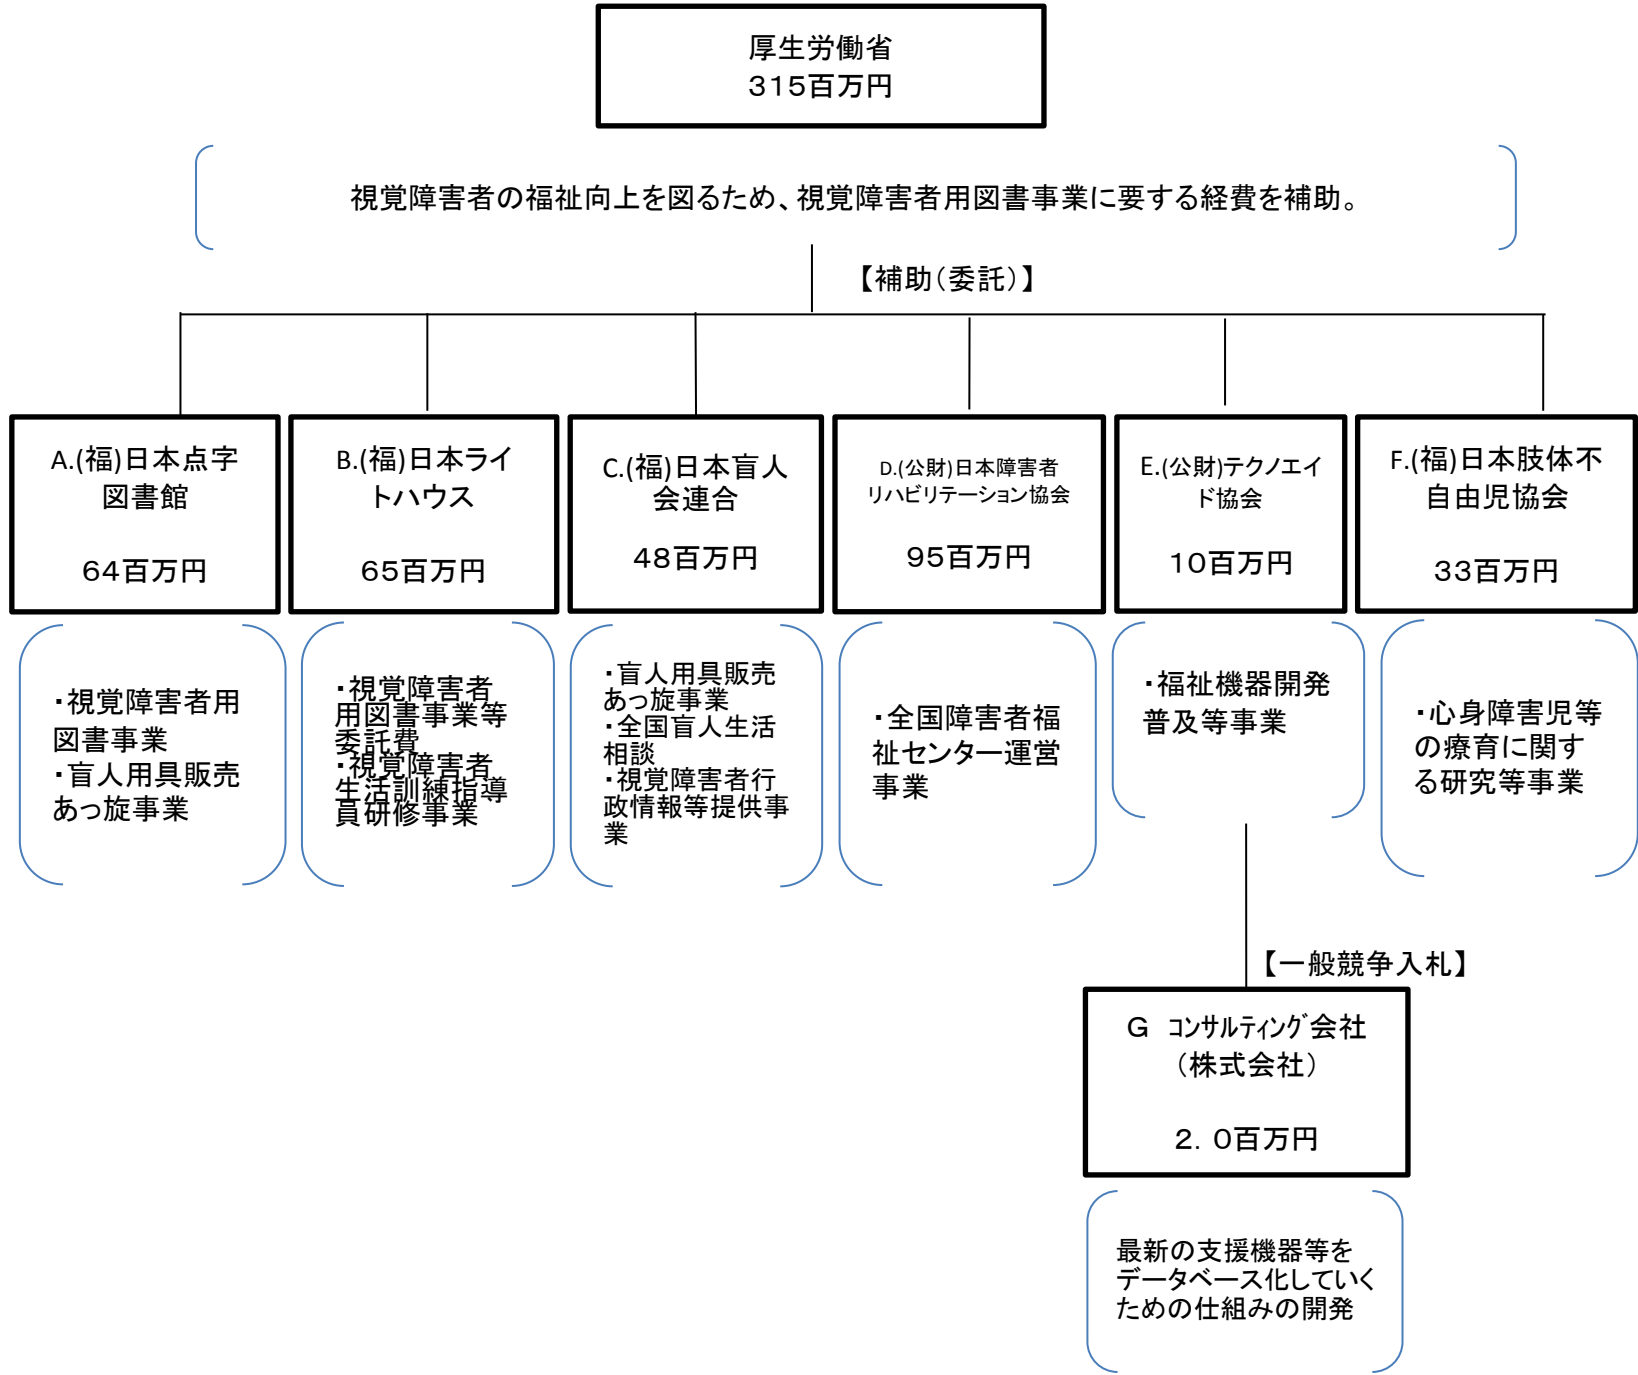 厚生労働省
315百万円
視覚障害者の福祉向上を図るため、視覚障害者用図書事業に要する経費を補助。
【補助（委託）】
A.(福)日本点字
図書館
64百万円
B.(福)日本ライ
トハウス
65百万円
C.(福)日本盲人
会連合
48百万円
D.(公財)日本障害者
リハビリテーション協会
95百万円
E.(公財)テクノエイ
ド協会
10百万円
F.(福)日本肢体不
自由児協会
33百万円
・視覚障害者用
図書事業
・盲人用具販売
あっ旋事業
・視覚障害者
用図書事業等
委託費
・視覚障害者
生活訓練指導
員研修事業
・盲人用具販売
あっ旋事業
・全国盲人生活
相談
・視覚障害者行
政情報等提供事
業
・全国障害者福
祉センター運営
事業
・福祉機器開発
普及等事業
・心身障害児等
の療育に関す
る研究等事業
【一般競争入札】
G　ｺﾝｻﾙﾃｨﾝｸﾞ会社
（株式会社）
2．0百万円
最新の支援機器等を
データベース化していく
ための仕組みの開発